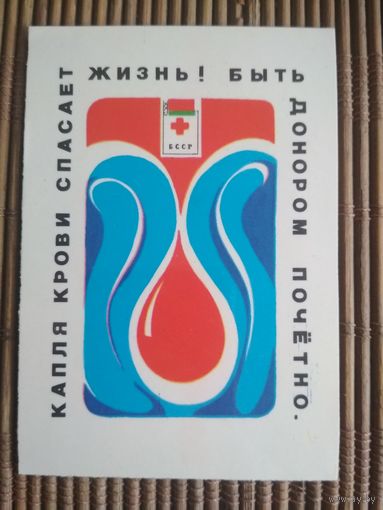 КАПЛЯ КРОВИ СПАСАЕТ
ЖИЗНЬ! БЫТЬ
ДОНОРОМ ПОЧЁТНО.
БССР